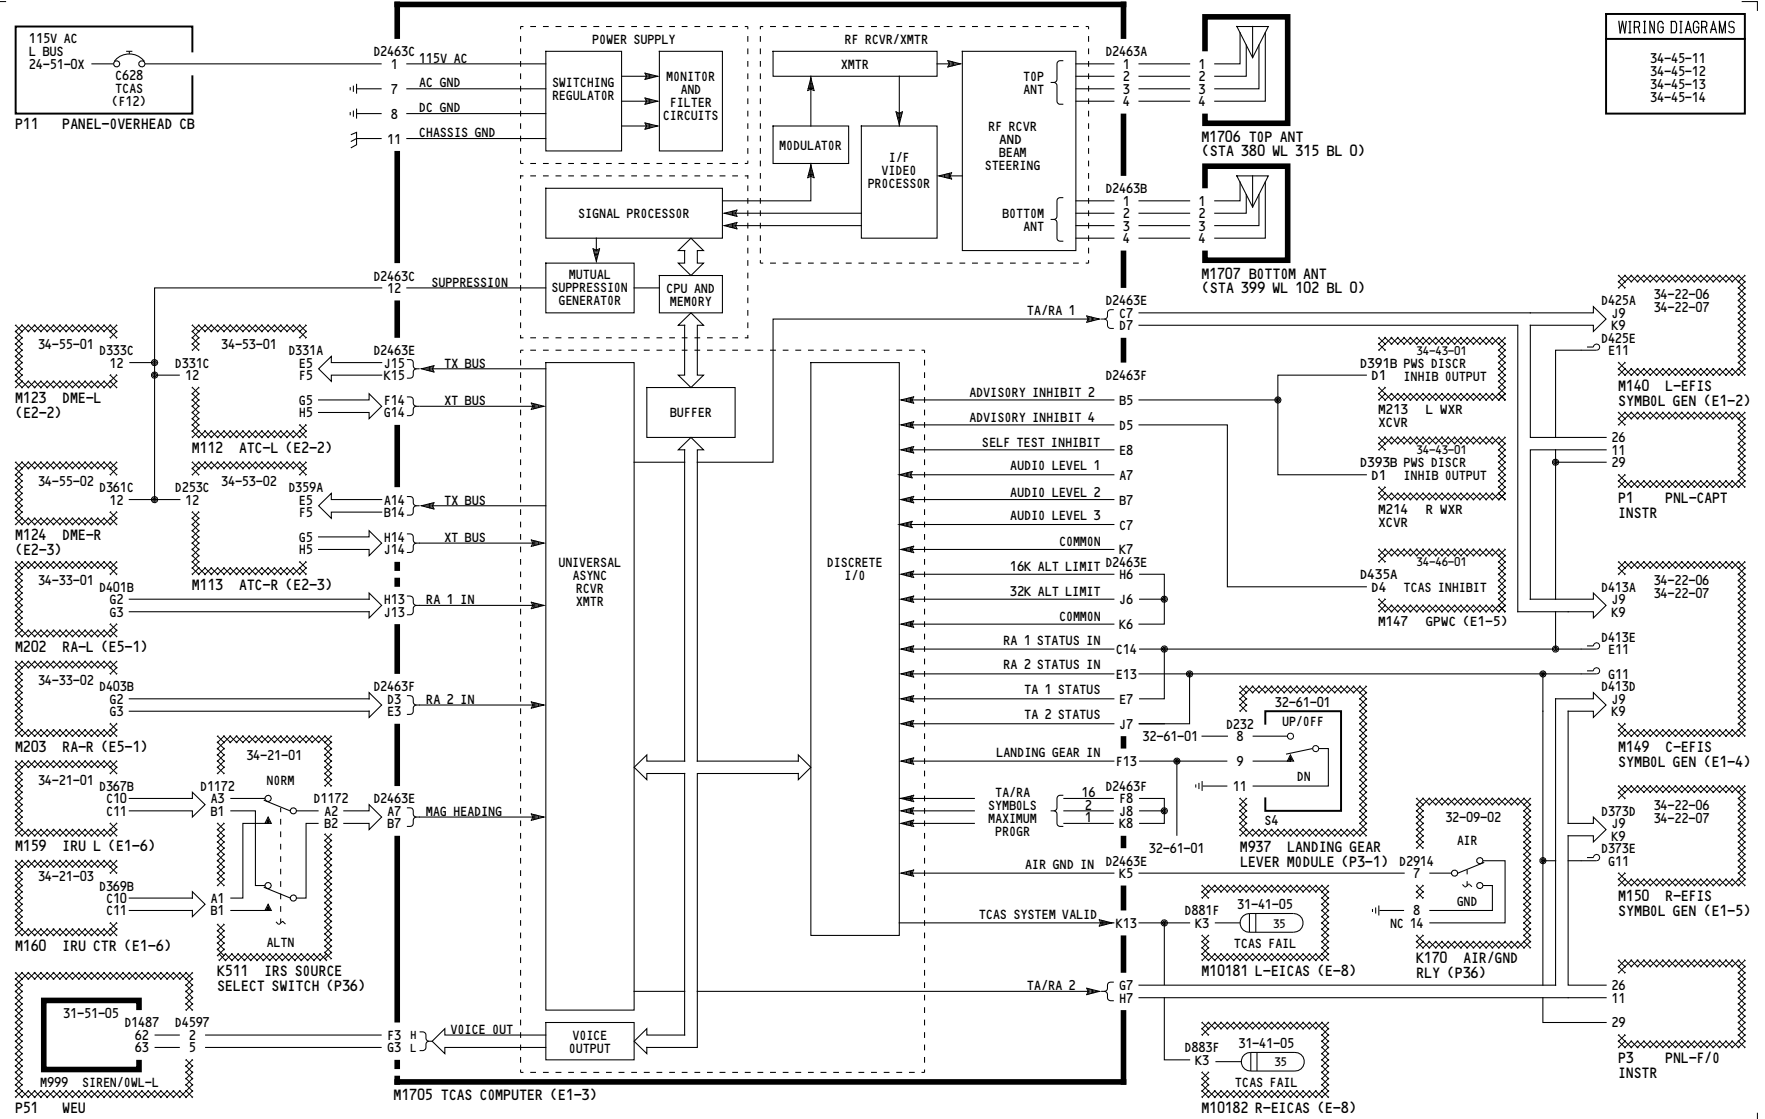 115V AC
L BUS
24-51-0X
C628
TCAS
(F12)
P11 PANEL-OVERHEAD CB
D2463C
1 115V AC
7 AC GND
8 DC GND
11 CHASSIS GND
POWER SUPPLY
SWITCHING
REGULATOR
MONITOR
AND
FILTER
CIRCUITS
RF RCVR/XMTR
XMTR
MODULATOR
I/F
VIDEO
PROCESSOR
RF RCVR
AND
BEAM
STEERING
TOP
ANT
BOTTOM
ANT
D2463A
1 1
2 2
3 3
4 4
M1706 TOP ANT
(STA 380 WL 315 BL 0)
D2463B
1 1
2 2
3 3
4 4
M1707 BOTTOM ANT
(STA 399 WL 102 BL 0)
WIRING DIAGRAMS
34-45-11
34-45-12
34-45-13
34-45-14
SIGNAL PROCESSOR
MUTUAL
SUPPRESSION
GENERATOR
CPU AND
MEMORY
BUFFER
D2463C
12 SUPPRESSION
34-55-01
D333C
12
M123 DME-L
(E2-2)
34-53-01
D331C
12
D331A
E5
F5
G5
H5
M112 ATC-L (E2-2)
D2463E
J15
K15
TX BUS
F14
G14
XT BUS
34-55-02
D361C
12
M124 DME-R
(E2-3)
34-53-02
D253C
12
D359A
E5
F5
G5
H5
M113 ATC-R (E2-3)
A14
B14
TX BUS
H14
J14
XT BUS
34-33-01
D401B
G2
G3
M202 RA-L (E5-1)
H13
J13
RA 1 IN
34-33-02
D403B
G2
G3
M203 RA-R (E5-1)
D2463F
D3
E3
RA 2 IN
34-21-01
D367B
C10
C11
M159 IRU L (E1-6)
34-21-03
D369B
C10
C11
M160 IRU CTR (E1-6)
34-21-01
NORM
D1172
A3
B1
A1
B1
D1172
A2
B2
ALTN
K511 IRS SOURCE
SELECT SWITCH (P36)
D2463E
A7
B7
MAG HEADING
31-51-05
D1487
62
63
D4597
2
5
M999 SIREN/OWL-L
P51 WEU
F3 H
G3 L
VOICE OUT
VOICE
OUTPUT
UNIVERSAL
ASYNC
RCVR
XMTR
DISCRETE
I/O
M1705 TCAS COMPUTER (E1-3)
TA/RA 1
D2463E
C7
D7
D2463F
ADVISORY INHIBIT 2 B5
ADVISORY INHIBIT 4 D5
SELF TEST INHIBIT E8
AUDIO LEVEL 1 A7
AUDIO LEVEL 2 B7
AUDIO LEVEL 3 C7
COMMON K7
D2463E
16K ALT LIMIT H6
32K ALT LIMIT J6
COMMON K6
RA 1 STATUS IN C14
RA 2 STATUS IN E13
TA 1 STATUS E7
TA 2 STATUS J7
LANDING GEAR IN F13
TA/RA
SYMBOLS
MAXIMUM
PROGR
D2463F
16 F8
2 J8
1 K8
D2463E
AIR GND IN K5
TCAS SYSTEM VALID K13
TA/RA 2
G7
H7
34-43-01
D391B PWS DISCR
D1 INHIB OUTPUT
M213 L WXR
XCVR
34-43-01
D393B PWS DISCR
D1 INHIB OUTPUT
M214 R WXR
XCVR
34-46-01
D435A
D4 TCAS INHIBIT
M147 GPWC (E1-5)
32-61-01
32-61-01
32-61-01
D232
8
9
11
UP/OFF
DN
S4
M937 LANDING GEAR
LEVER MODULE (P3-1)
32-09-02
AIR
D2914
7
GND
8
NC 14
K170 AIR/GND
RLY (P36)
D881F
K3
31-41-05
35
TCAS FAIL
M10181 L-EICAS (E-8)
D883F
K3
31-41-05
35
TCAS FAIL
M10182 R-EICAS (E-8)
D425A
J9
K9
D425E
E11
34-22-06
34-22-07
M140 L-EFIS
SYMBOL GEN (E1-2)
26
11
29
P1 PNL-CAPT
INSTR
D413A
J9
K9
34-22-06
34-22-07
D413E
E11
G11
D413D
J9
K9
M149 C-EFIS
SYMBOL GEN (E1-4)
D373D
J9
K9
D373E
G11
34-22-06
34-22-07
M150 R-EFIS
SYMBOL GEN (E1-5)
26
11
29
P3 PNL-F/O
INSTR